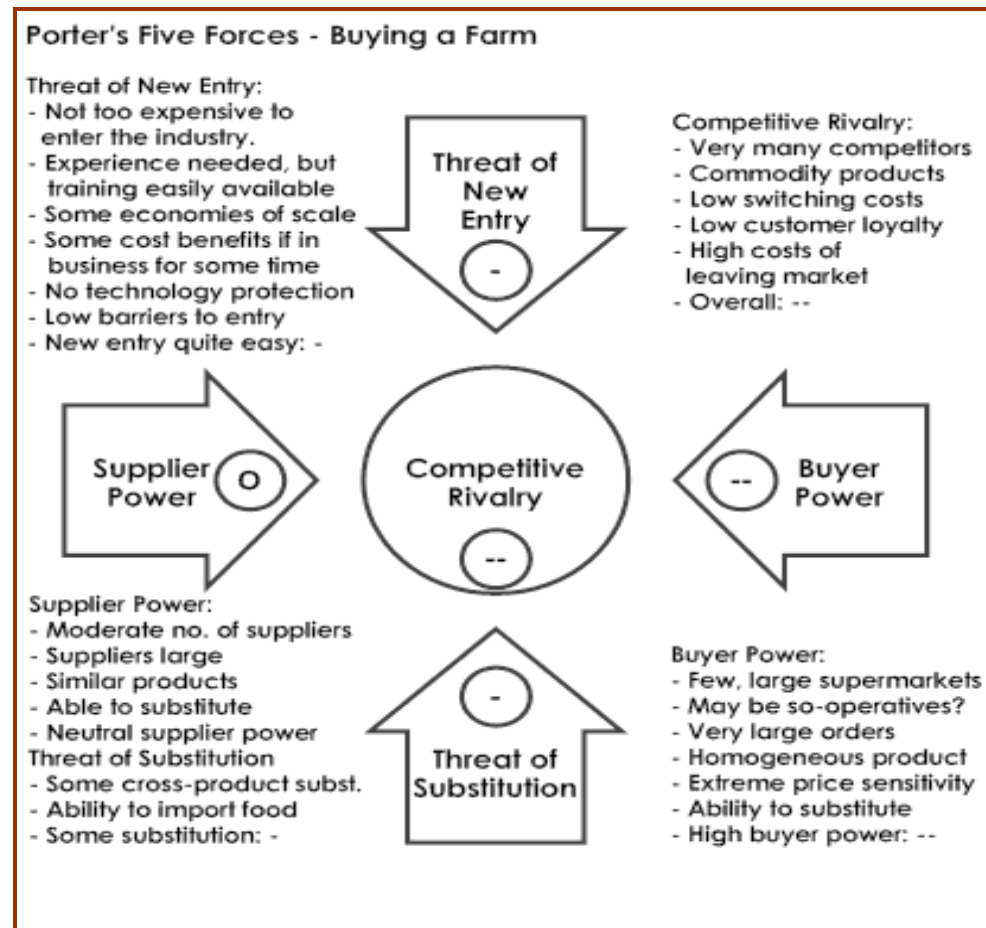 Porter's Five Forces - Buying a Farm
Threat of New Entry:
- Not too expensive to
enter the industry.
- Experience needed, but
training easily available
- Some economies of scale
- Some cost benefits if in
business for some time
- No technology protection
- Low barriers to entry
- New entry quite easy: -
Threat of
New
Entry
-
Competitive Rivalry:
- Very many competitors
- Commodity products
- Low switching costs
- Low customer loyalty
- High costs of
leaving market
- Overall: --
Supplier
Power
O
Competitive
Rivalry
--
--
Buyer
Power
Supplier Power:
- Moderate no. of suppliers
- Suppliers large
- Similar products
- Able to substitute
- Neutral supplier power
Threat of Substitution
- Some cross-product subst.
- Ability to import food
- Some substitution: -
-
Threat of
Substitution
Buyer Power:
- Few, large supermarkets
- May be so-operatives?
- Very large orders
- Homogeneous product
- Extreme price sensitivity
- Ability to substitute
- High buyer power: --